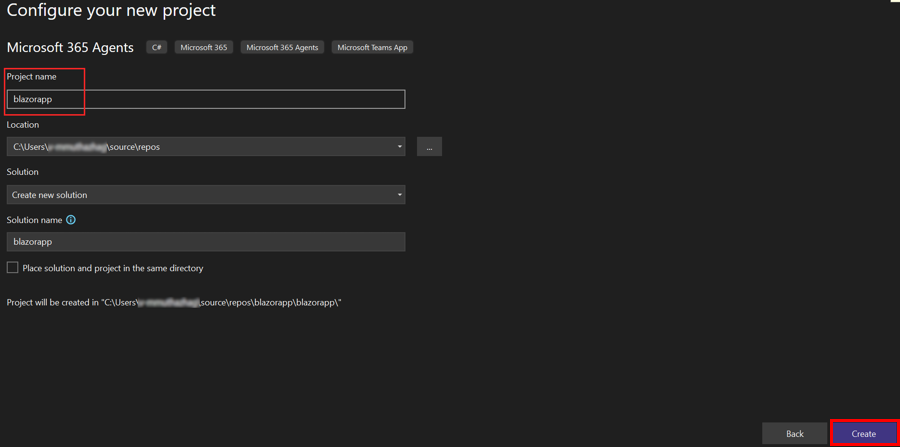 Configure your new project
Microsoft 365 Agents C# Microsoft 365 Microsoft 365 Agents Microsoft Teams App
Project name
blazorapp
Location
C:\Users\ \source\repos
...
Solution
Create new solution
Solution name
blazorapp
Place solution and project in the same directory
Project will be created in "C:\Users\ source\repos\blazorapp\blazorapp\"
Back Create